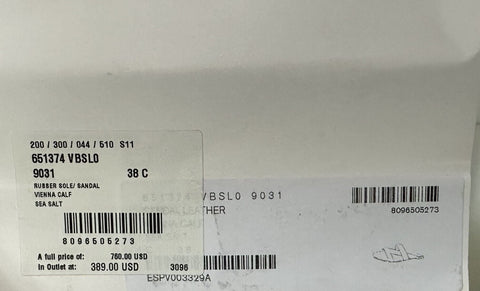 200 / 300 / 044 / 510 S11
651374 VBSL0
9031 38 C
RUBBER SOLE/ SANDAL
VIENNA CALF
SEA SALT
8096505273
A full price of: 760.00 USD
In Outlet at: 389.00 USD 3096
651374 VBSL0 9031
LEATHER
8096505273
ESPV003329A